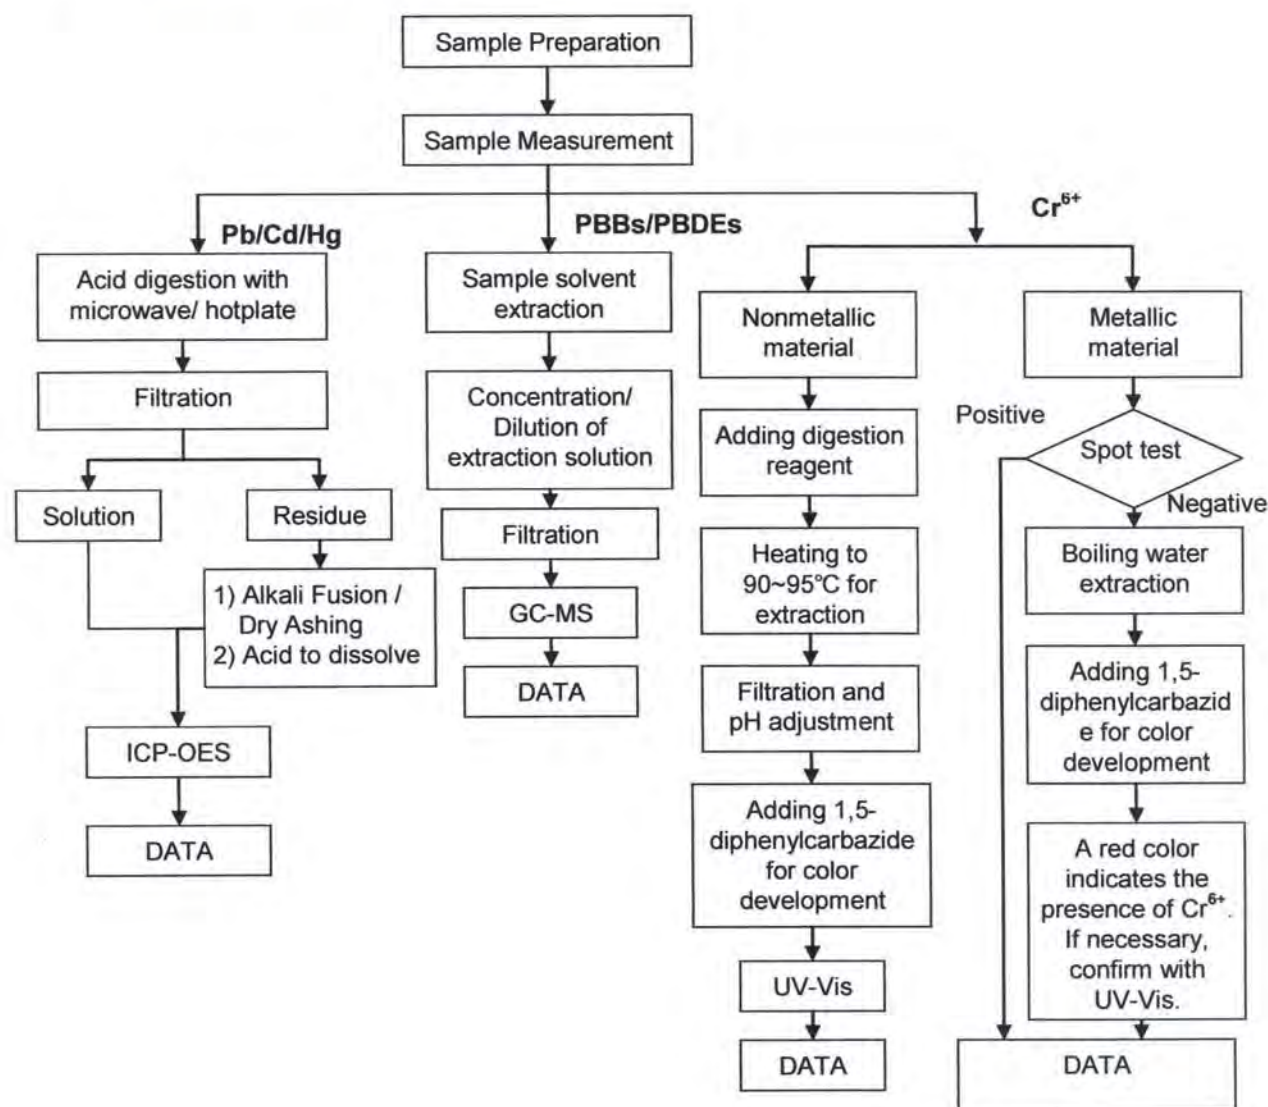 Sample Preparation
Sample Measurement
Pb/Cd/Hg
Acid digestion with
microwave/ hotplate
Filtration
Solution
Residue
1) Alkali Fusion /
Dry Ashing
2) Acid to dissolve
ICP-OES
DATA
PBBs/PBDEs
Sample solvent
extraction
Concentration/
Dilution of
extraction solution
Filtration
GC-MS
DATA
Cr⁶⁺
Nonmetallic
material
Adding digestion
reagent
Heating to
90~95℃ for
extraction
Filtration and
pH adjustment
Adding 1,5-
diphenylcarbazide
for color
development
UV-Vis
DATA
Metallic
material
Positive
Spot test
Negative
Boiling water
extraction
Adding 1,5-
diphenylcarbazid
e for color
development
A red color
indicates the
presence of Cr⁶⁺.
If necessary,
confirm with
UV-Vis.
DATA